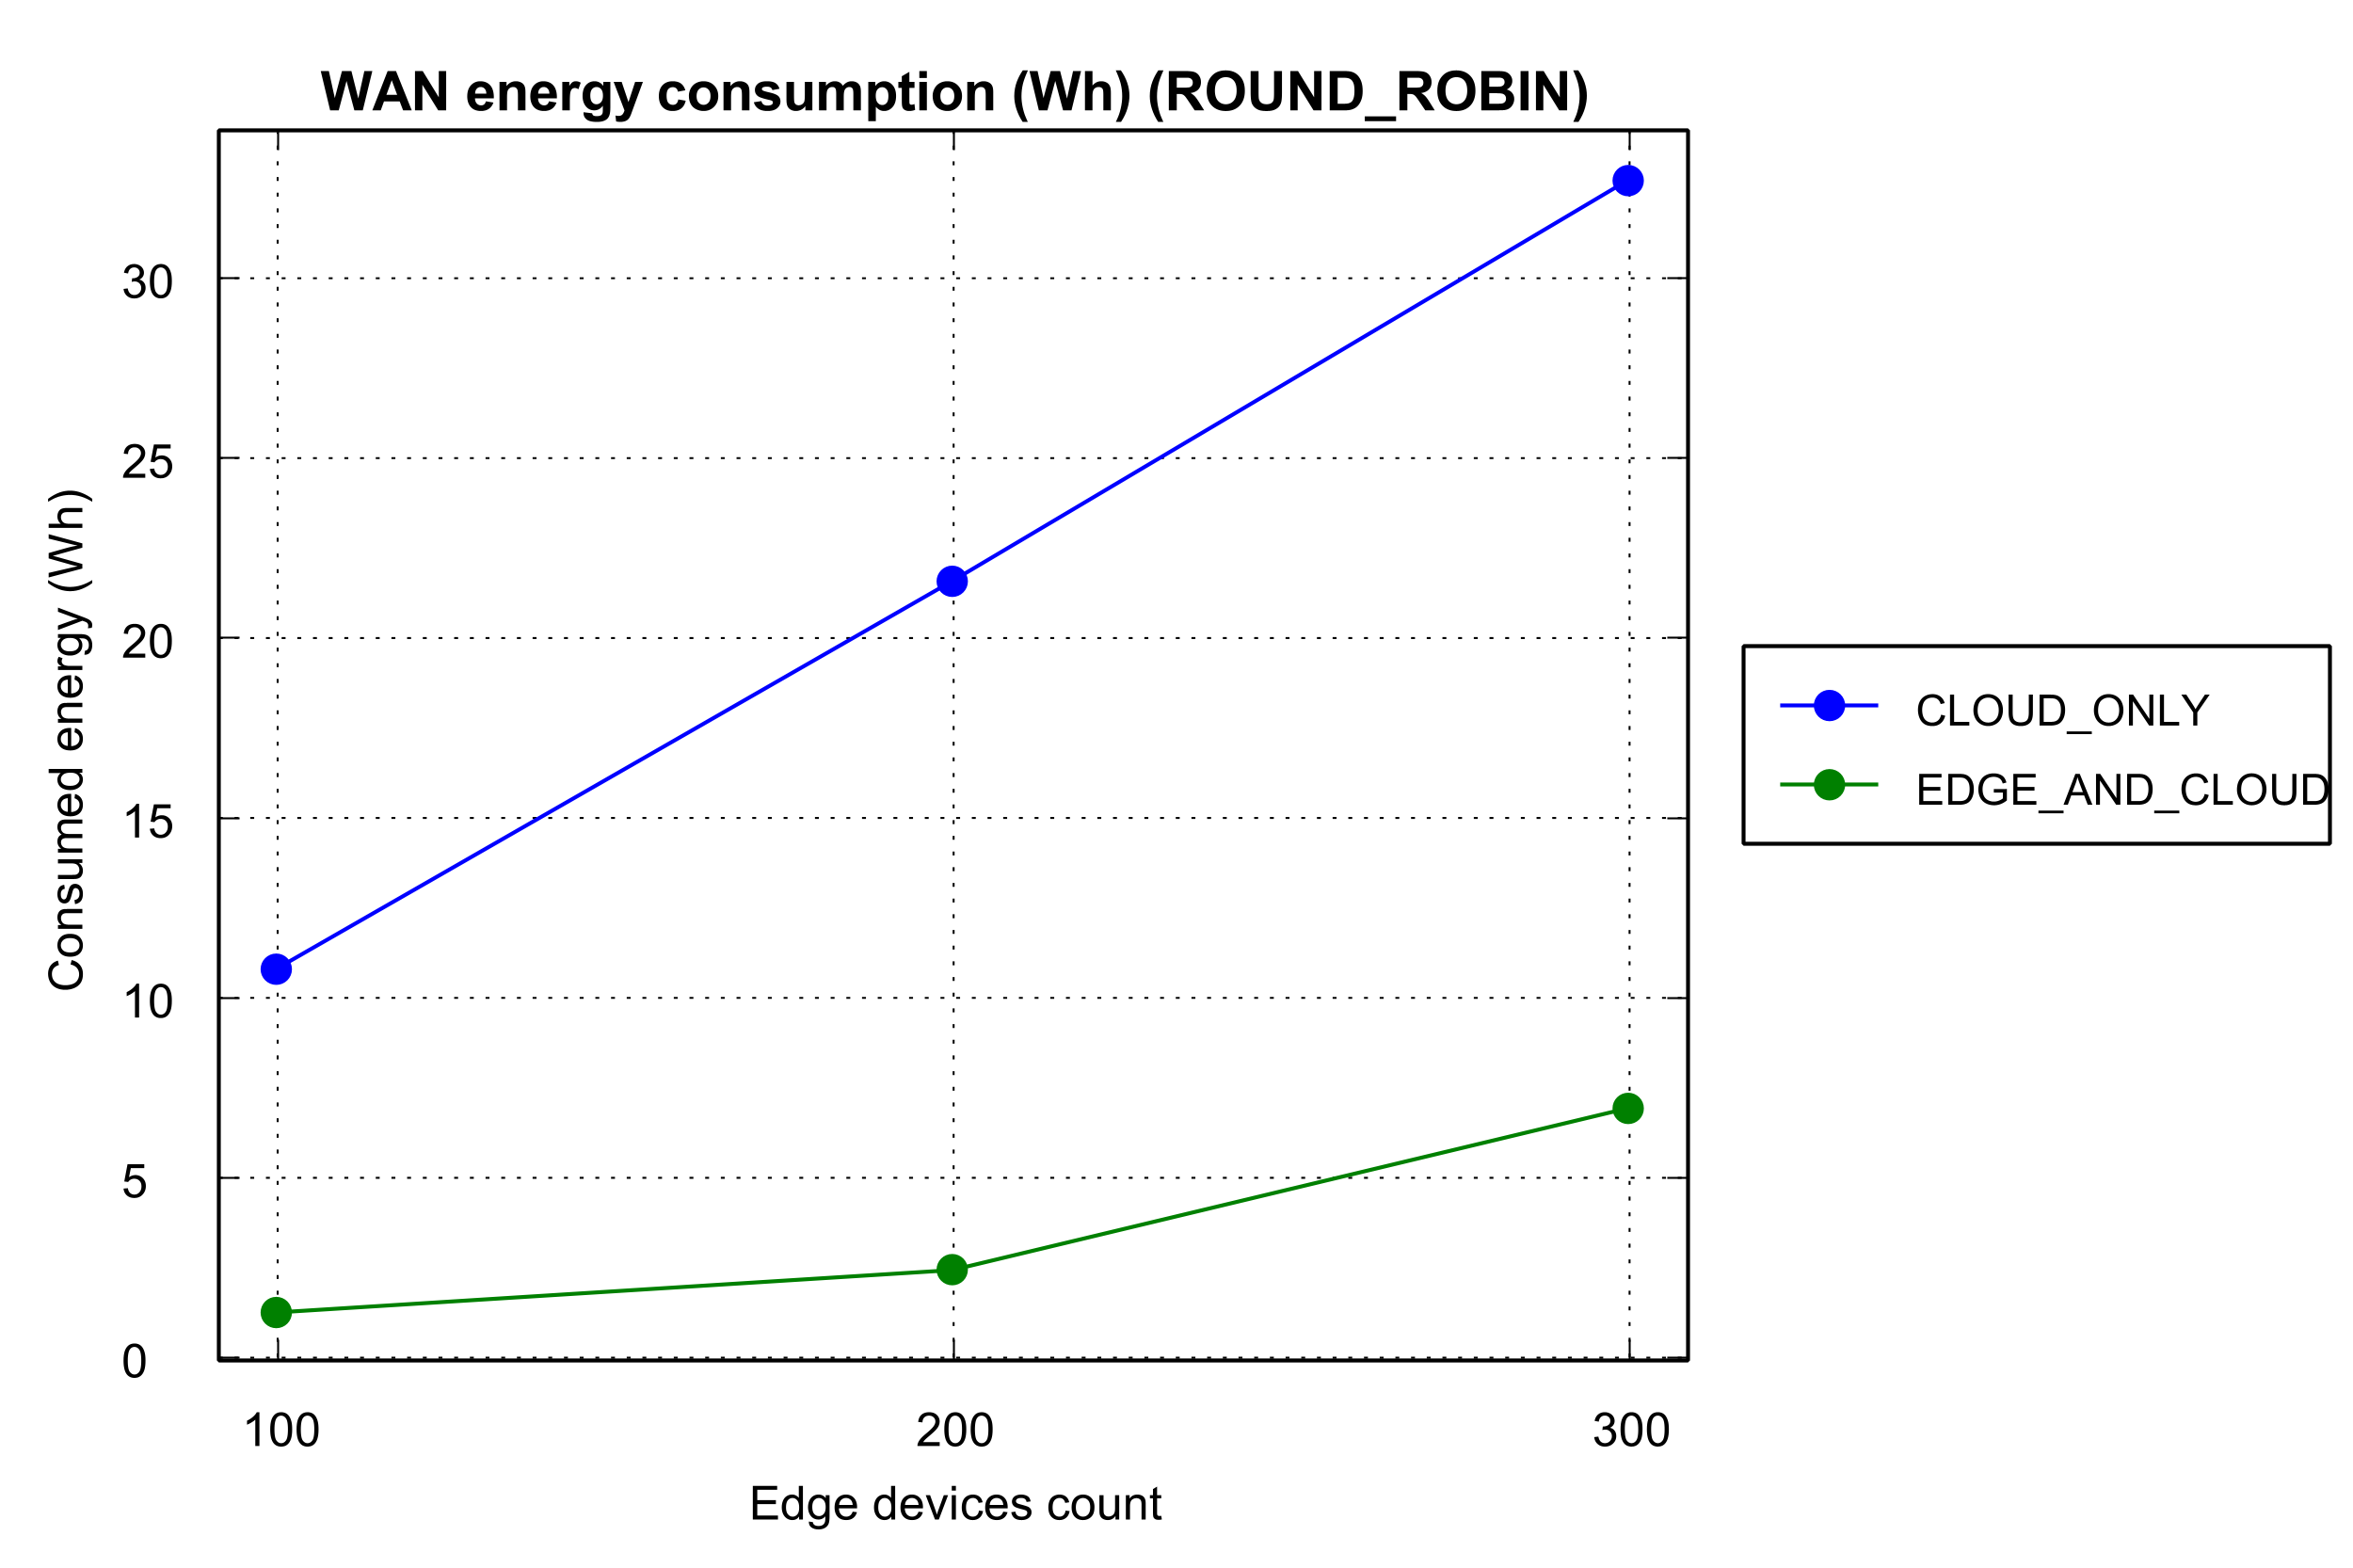 WAN energy consumption (Wh) (ROUND_ROBIN)
Consumed energy (Wh)
30
25
20
15
10
5
0
100 200 300
Edge devices count
CLOUD_ONLY
EDGE_AND_CLOUD